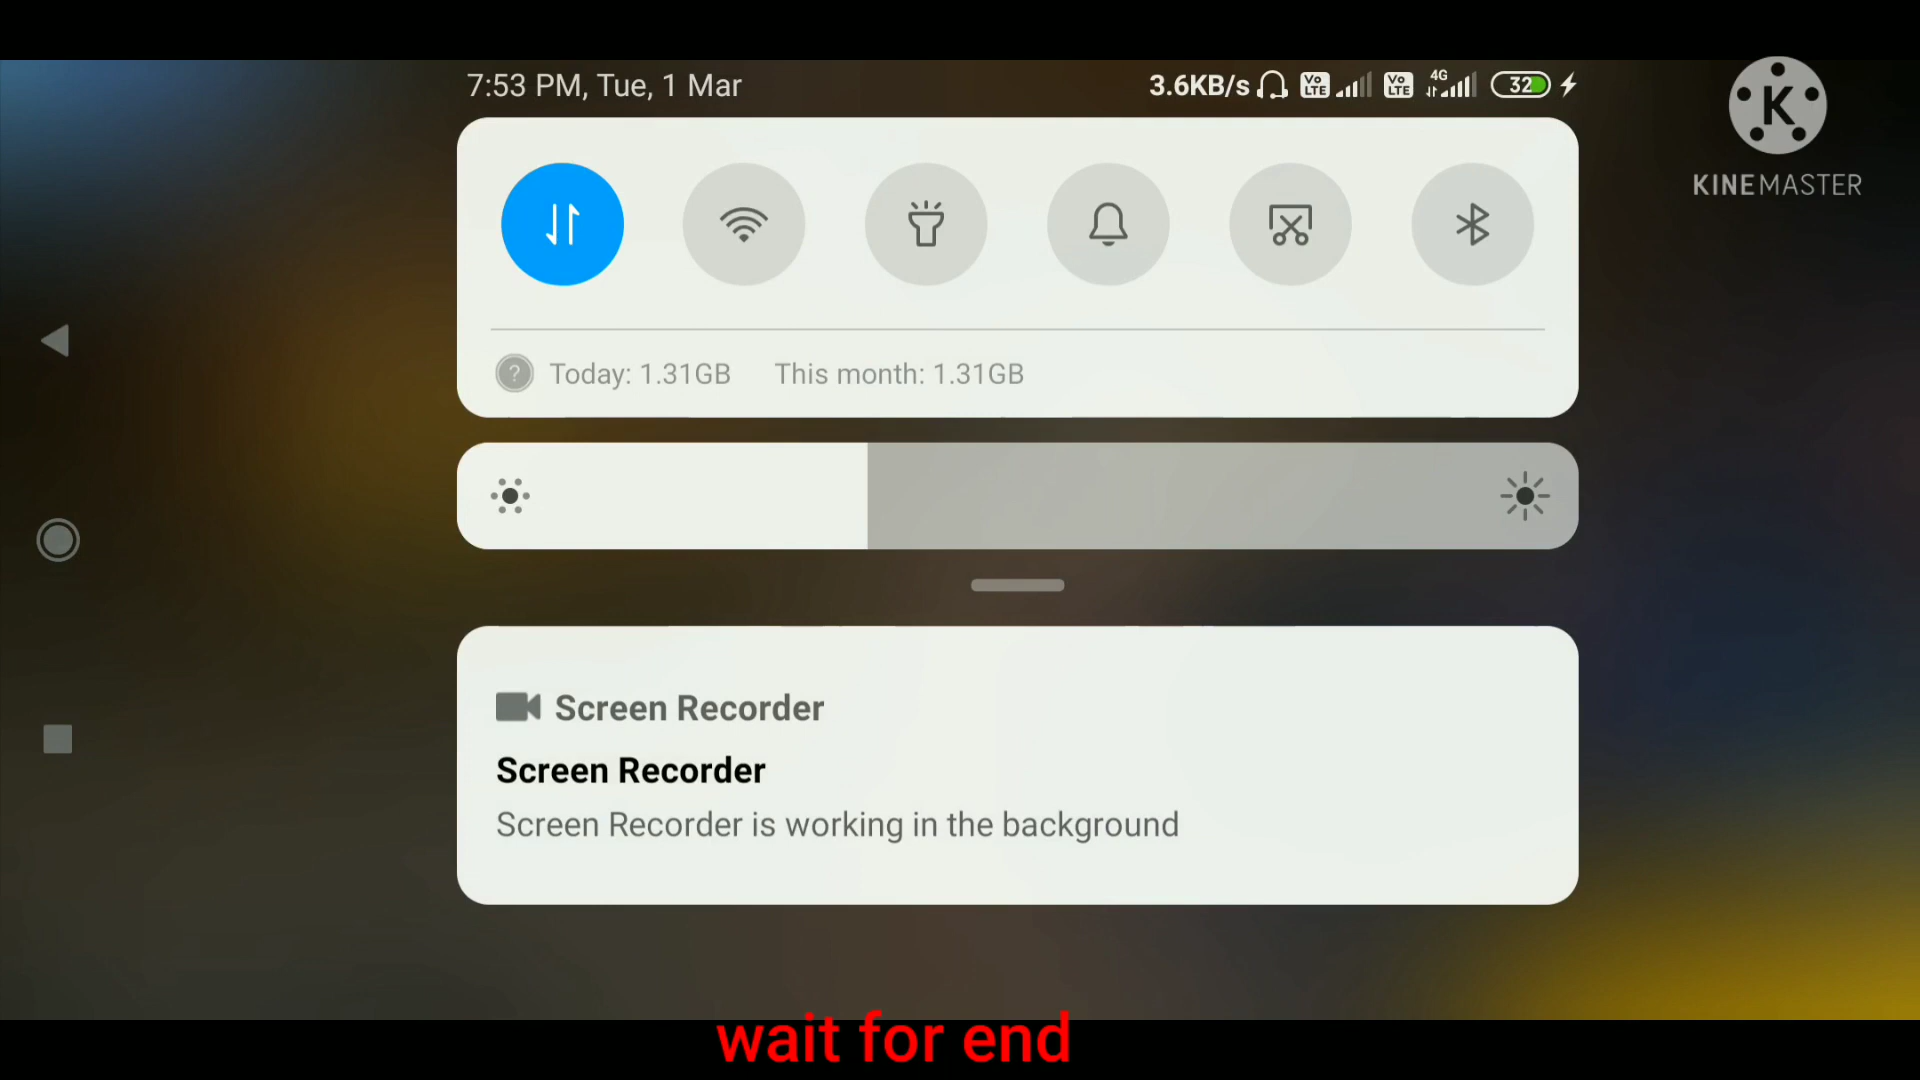 7:53 PM, Tue, 1 Mar 3.6KB/s Vo LTE Vo LTE 4G 32
K
KINEMASTER
? Today: 1.31GB This month: 1.31GB
Screen Recorder
Screen Recorder
Screen Recorder is working in the background
wait for end